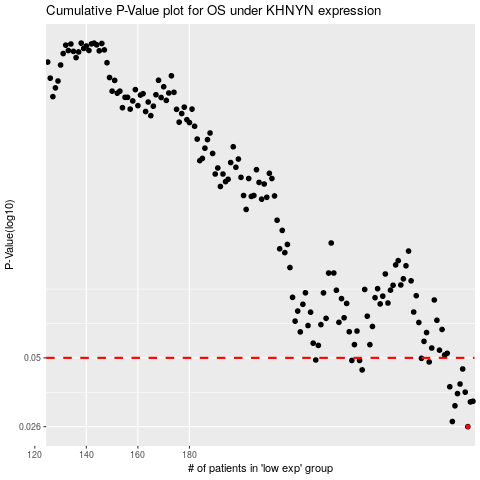 Cumulative P-Value plot for OS under KHNYN expression
P-Value(log10)
0.05
0.026
120 140 160 180
# of patients in 'low exp' group